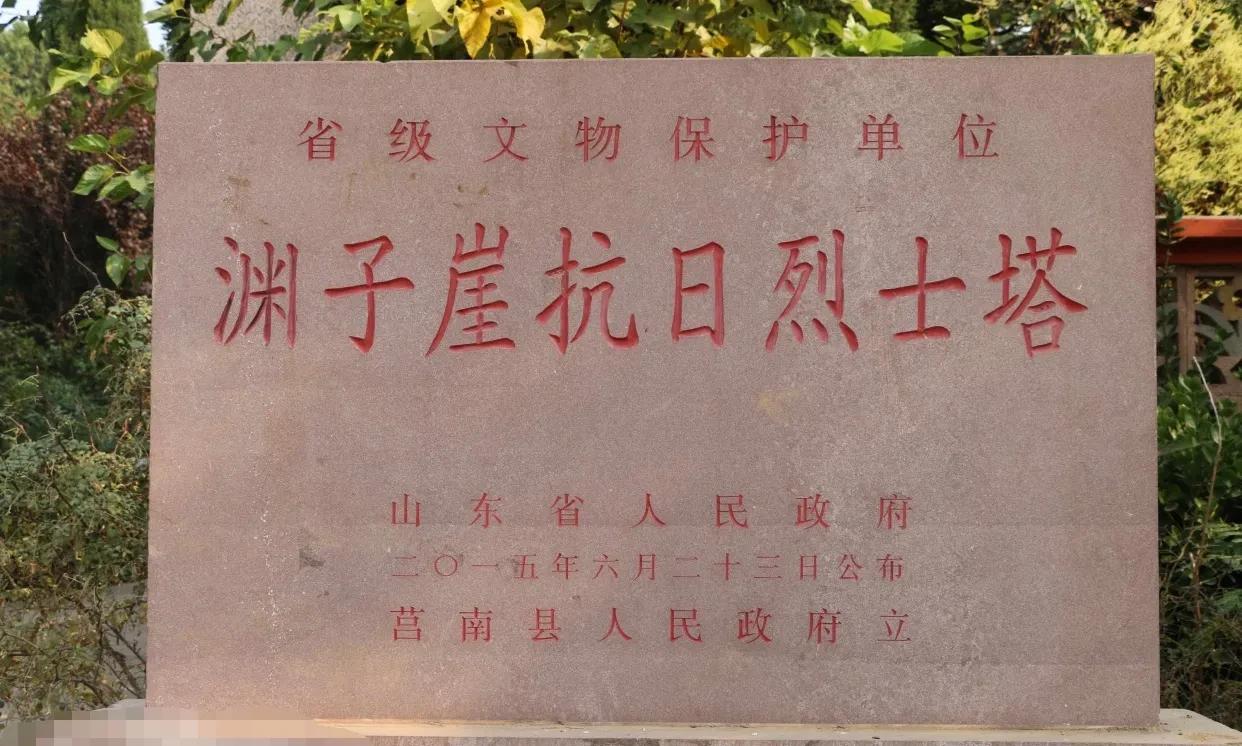 省级文物保护单位
渊子崖抗日烈士塔
山东省人民政府
二〇一五年六月二十三日公布
莒南县人民政府立